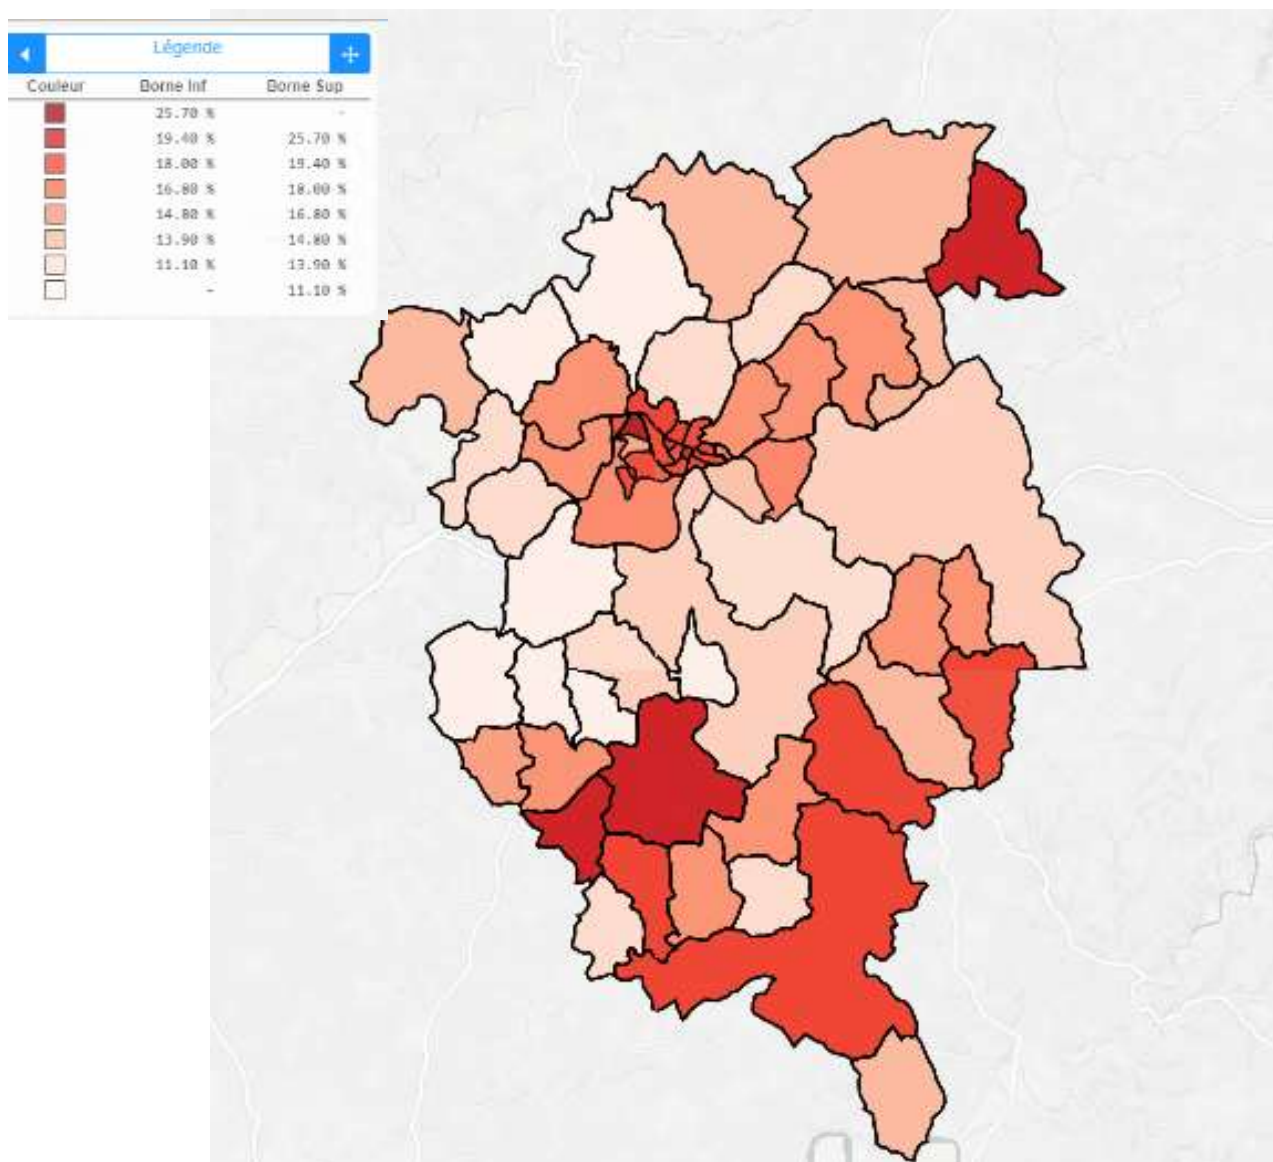 Légende
Couleur Borne Inf Borne Sup
25.70 % -
19.40 % 25.70 %
18.00 % 19.40 %
16.80 % 18.00 %
14.80 % 16.80 %
13.90 % 14.80 %
11.10 % 13.90 %
- 11.10 %